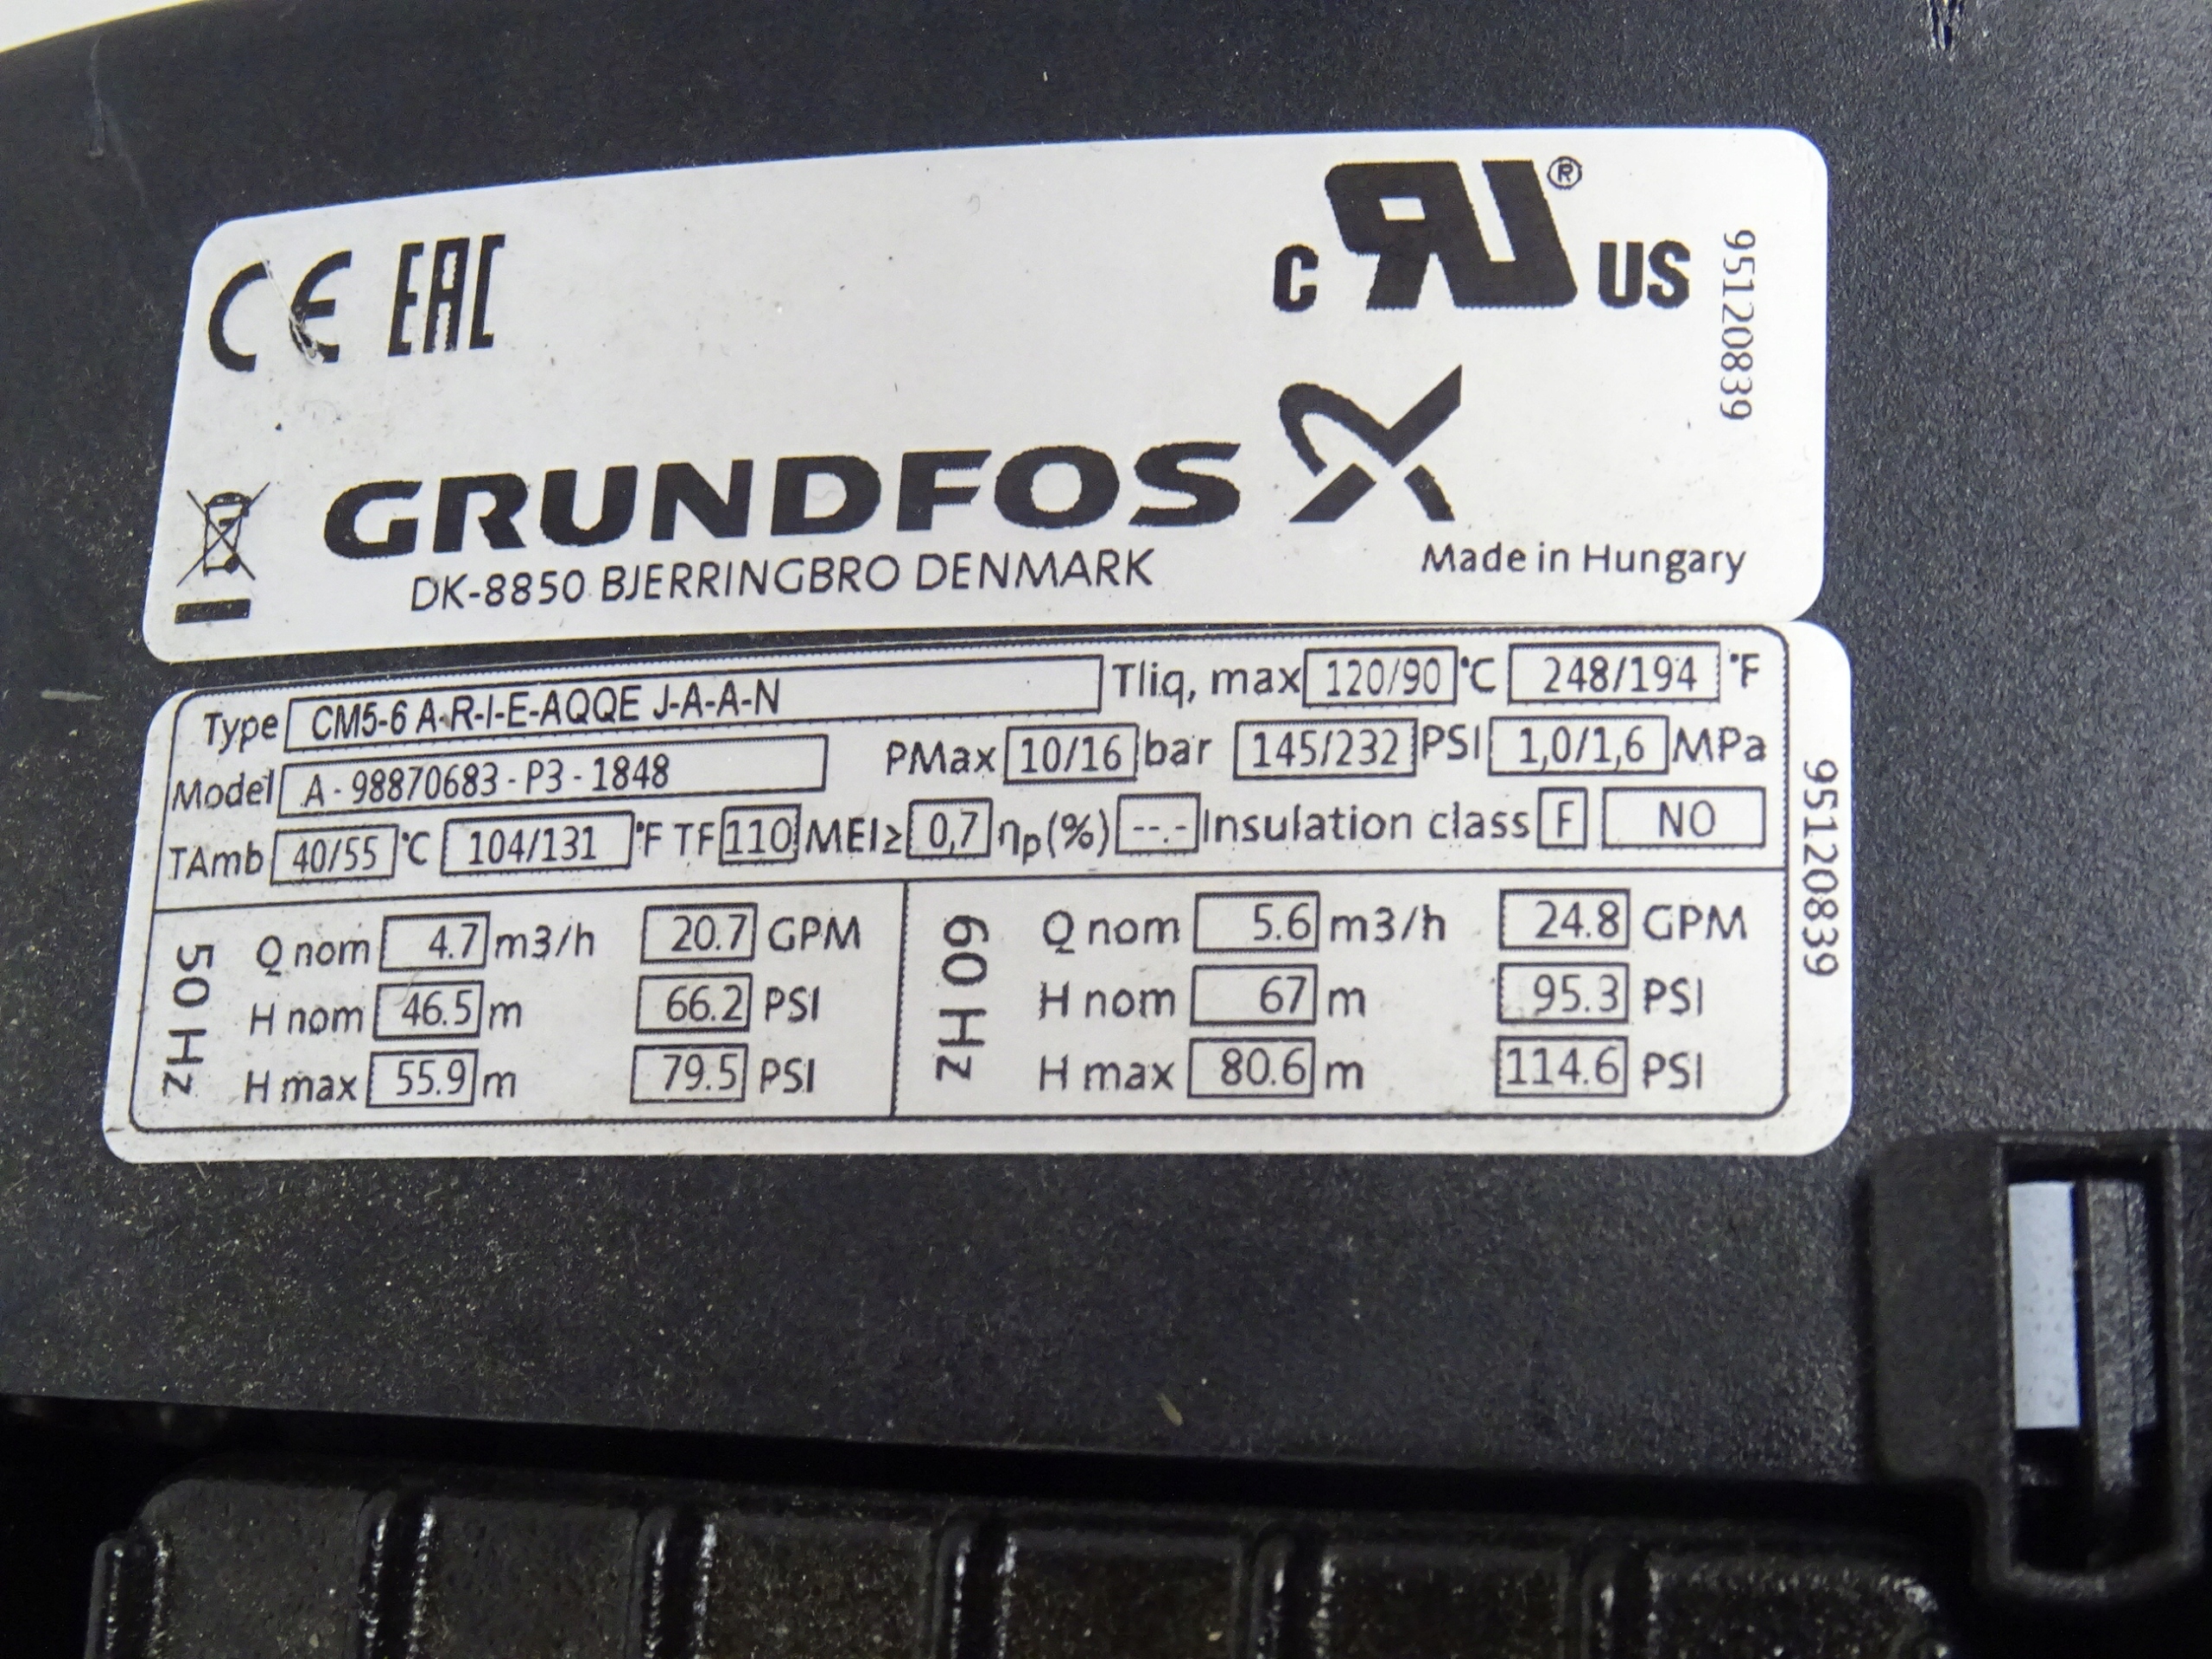 CE EAC
c RU® US
95120839
GRUNDFOS
DK-8850 BJERRINGBRO DENMARK
Made in Hungary
Type CM5-6 A-R-I-E-AQQE J-A-A-N Tliq, max 120/90 °C 248/194 °F
Model A - 98870683 - P3 - 1848 PMax 10/16 bar 145/232 PSI 1,0/1,6 MPa
TAmb 40/55 °C 104/131 °F TF 110 MEI≥ 0,7 ηp(%) --.- Insulation class F NO
95120839
50 Hz
Q nom 4.7 m3/h 20.7 GPM
H nom 46.5 m 66.2 PSI
H max 55.9 m 79.5 PSI
60 Hz
Q nom 5.6 m3/h 24.8 GPM
H nom 67 m 95.3 PSI
H max 80.6 m 114.6 PSI